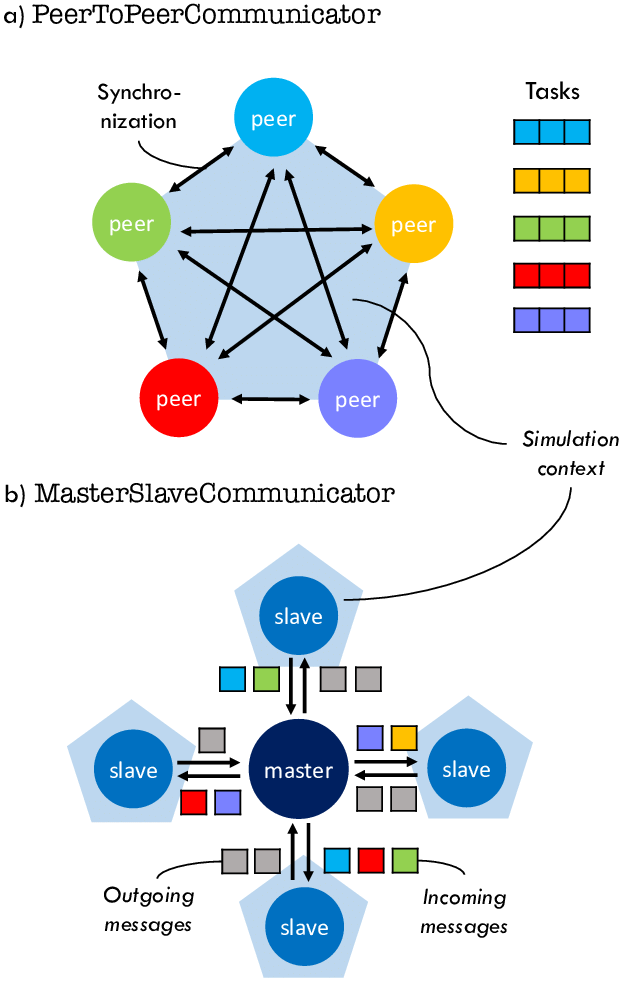 a) PeerToPeerCommunicator
Synchro-
nization
Tasks
peer
peer
peer
peer
peer
Simulation
context
b) MasterSlaveCommunicator
slave
slave
master
slave
Outgoing
messages
Incoming
messages
slave